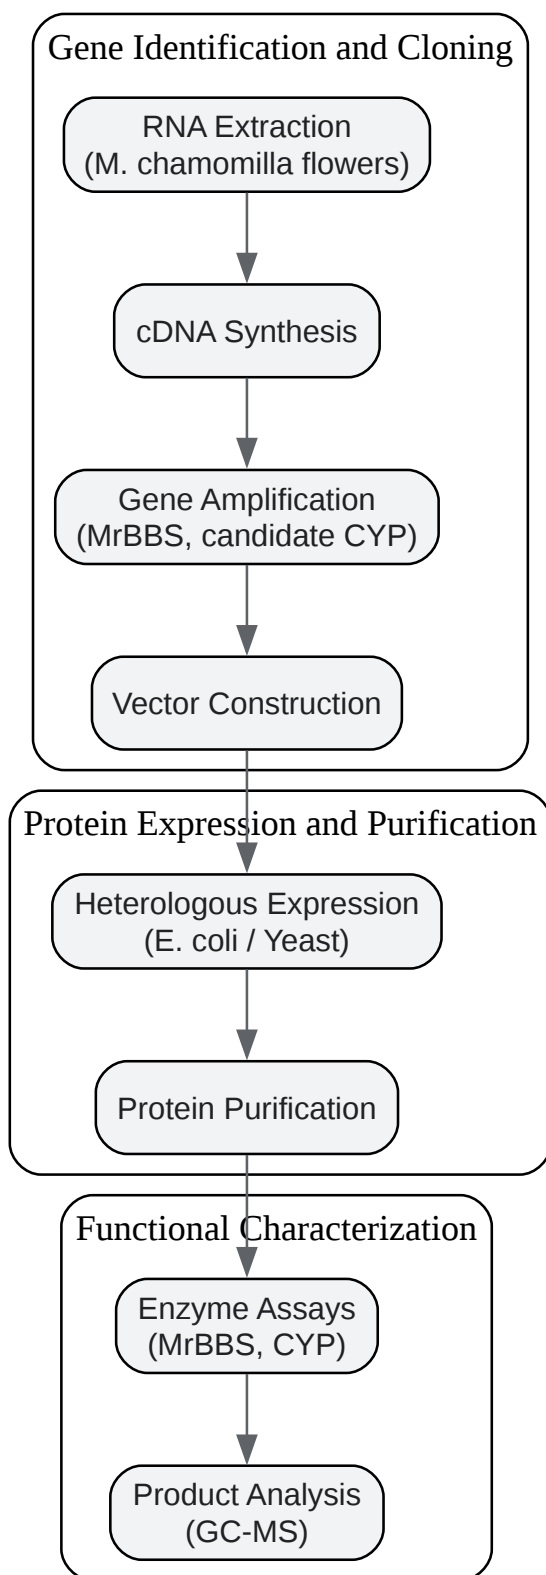 Gene Identification and Cloning
RNA Extraction
(M. chamomilla flowers)
cDNA Synthesis
Gene Amplification
(MrBBS, candidate CYP)
Vector Construction
Protein Expression and Purification
Heterologous Expression
(E. coli / Yeast)
Protein Purification
Functional Characterization
Enzyme Assays
(MrBBS, CYP)
Product Analysis
(GC-MS)